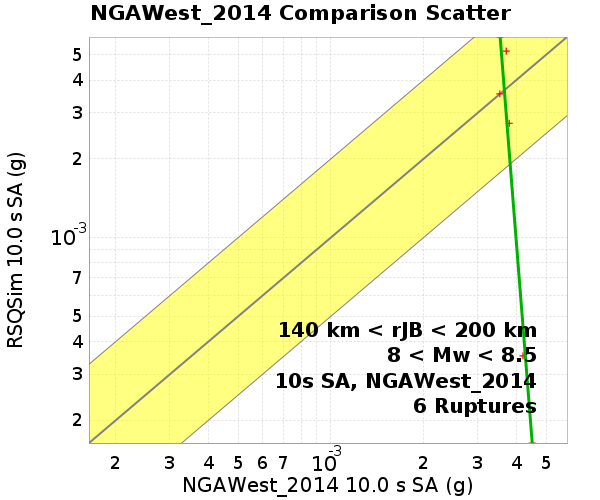 NGAWest_2014 Comparison Scatter
RSQSim 10.0 s SA (g)
5
4
3
2
10-3
7
5
4
3
2
140 km < rJB < 200 km
8 < Mw < 8.5
10s SA, NGAWest_2014
6 Ruptures
2 3 4 5 6 7 10-3 2 3 4 5
NGAWest_2014 10.0 s SA (g)